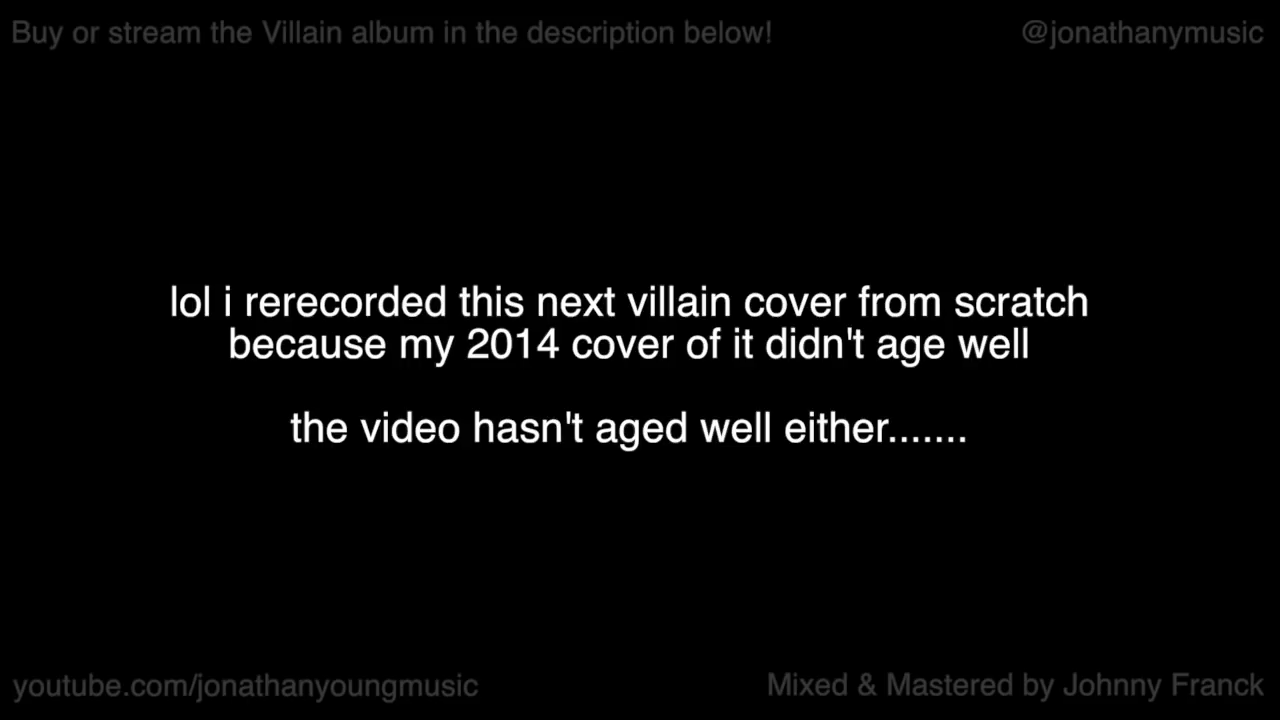 Buy or stream the Villain album in the description below!
@jonathanymusic
lol i rerecorded this next villain cover from scratch
because my 2014 cover of it didn't age well
the video hasn't aged well either.......
youtube.com/jonathanyoungmusic
Mixed & Mastered by Johnny Franck